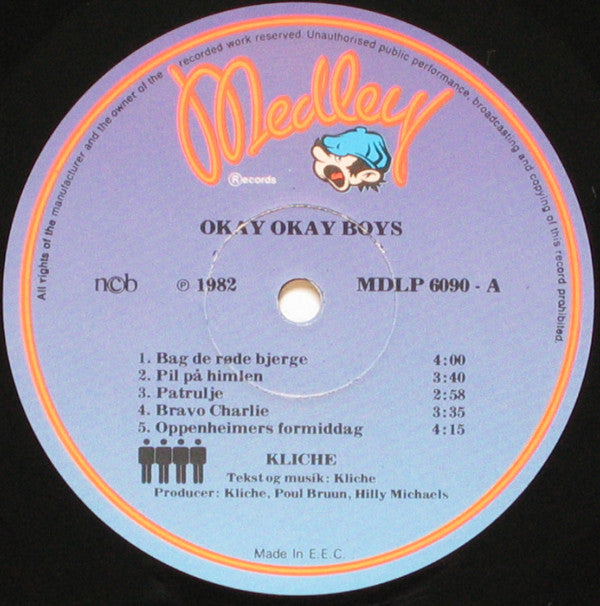 All rights of the manufacturer and the owner of the recorded work reserved. Unauthorised public performance, broadcasting and copying of this record prohibited.
Medley
Records
OKAY OKAY BOYS
ncb
℗ 1982
MDLP 6090 - A
1. Bag de røde bjerge 4:00
2. Pil på himlen 3:40
3. Patrulje 2:58
4. Bravo Charlie 3:35
5. Oppenheimers formiddag 4:15
KLICHE
Tekst og musik: Kliche
Producer: Kliche, Poul Bruun, Hilly Michaels
Made In E.E.C.